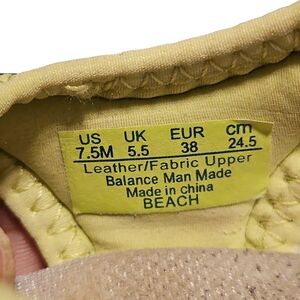 US UK EUR cm
7.5M 5.5 38 24.5
Leather/Fabric Upper
Balance Man Made
Made in china
BEACH